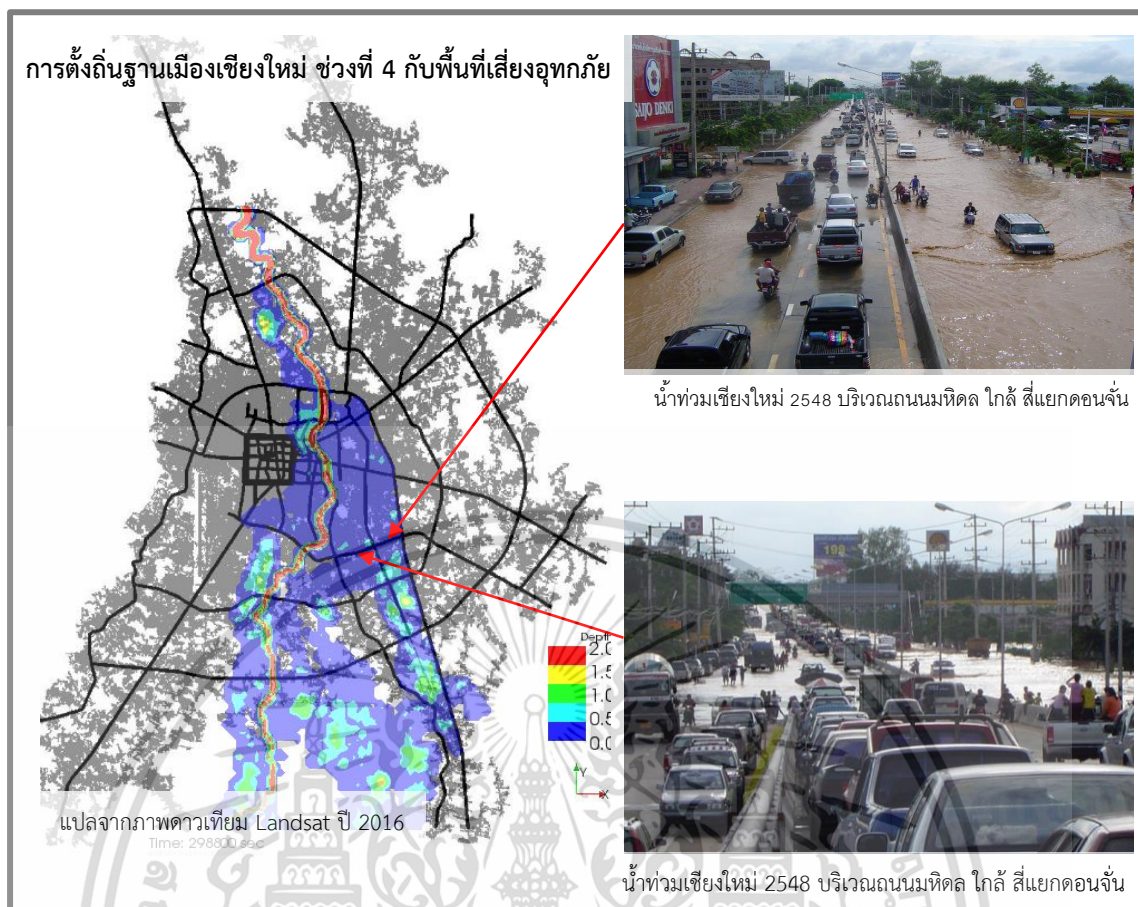 การตั้งถิ่นฐานเมืองเชียงใหม่ ช่วงที่ 4 กับพื้นที่เสี่ยงอุทกภัย
SAIJO DENKI
น้ำท่วมเชียงใหม่ 2548 บริเวณถนนมหิดล ใกล้ สี่แยกดอนจั่น
Depth
2.0
1.5
1.0
0.5
0.0
Y
X
แปลจากภาพดาวเทียม Landsat ปี 2016
Time: 298800 sec
199
น้ำท่วมเชียงใหม่ 2548 บริเวณถนนมหิดล ใกล้ สี่แยกดอนจั่น